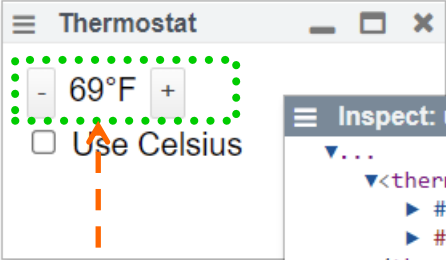 Thermostat
- 69°F +
Use Celsius
Inspect:
▼...
▼<therm
▶ #
▶ #